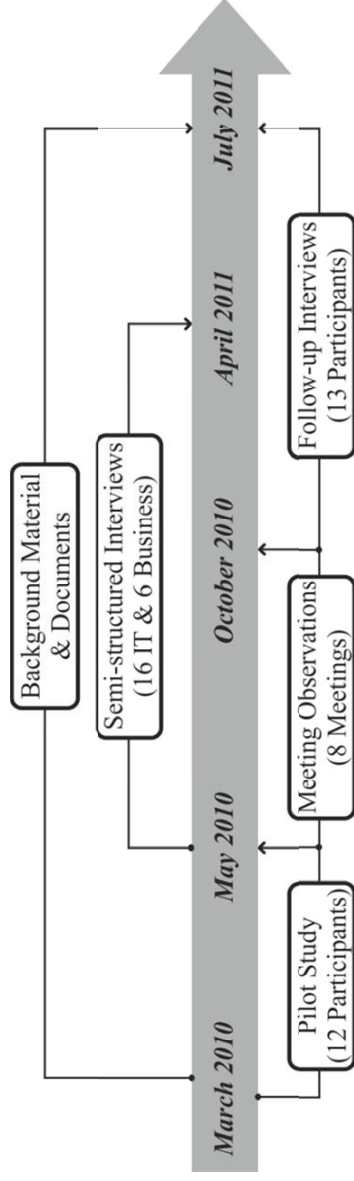 Background Material
& Documents
Semi-structured Interviews
(16 IT & 6 Business)
March 2010
May 2010
October 2010
April 2011
July 2011
Pilot Study
(12 Participants)
Meeting Observations
(8 Meetings)
Follow-up Interviews
(13 Participants)